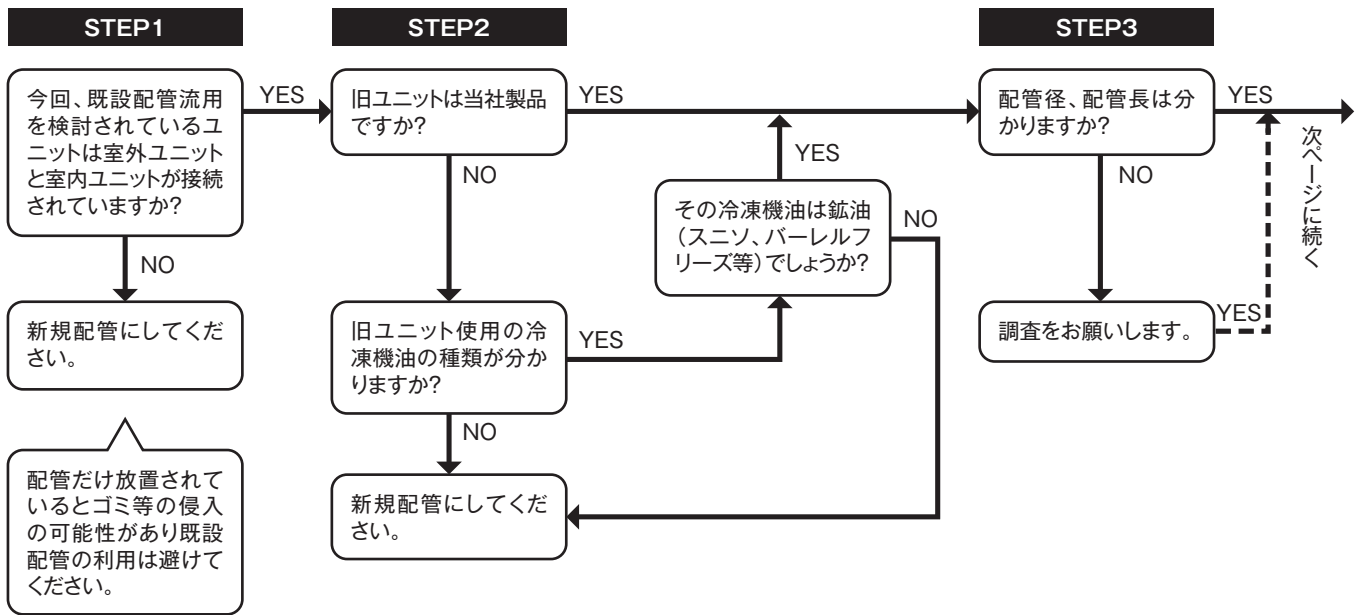 STEP1
今回、既設配管流用
を検討されているユ
ニットは室外ユニット
と室内ユニットが接続
されていますか?
YES
NO
新規配管にしてくだ
さい。
配管だけ放置されて
いるとゴミ等の侵入
の可能性があり既設
配管の利用は避けて
ください。
STEP2
旧ユニットは当社製品
ですか?
YES
NO
旧ユニット使用の冷
凍機油の種類が分か
りますか?
YES
NO
新規配管にしてくだ
さい。
その冷凍機油は鉱油
(スニソ、バーレルフ
リーズ等)でしょうか?
YES
NO
STEP3
配管径、配管長は分
かりますか?
YES
NO
調査をお願いします。
YES
次ページに続く